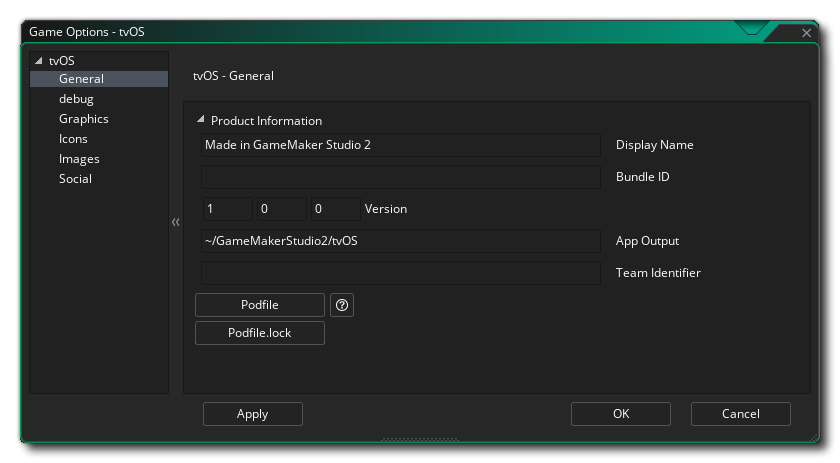 Game Options - tvOS
tvOS
General
debug
Graphics
Icons
Images
Social
tvOS - General
Product Information
Made in GameMaker Studio 2 Display Name
Bundle ID
1 0 0 Version
~/GameMakerStudio2/tvOS App Output
Team Identifier
Podfile
Podfile.lock
Apply OK Cancel